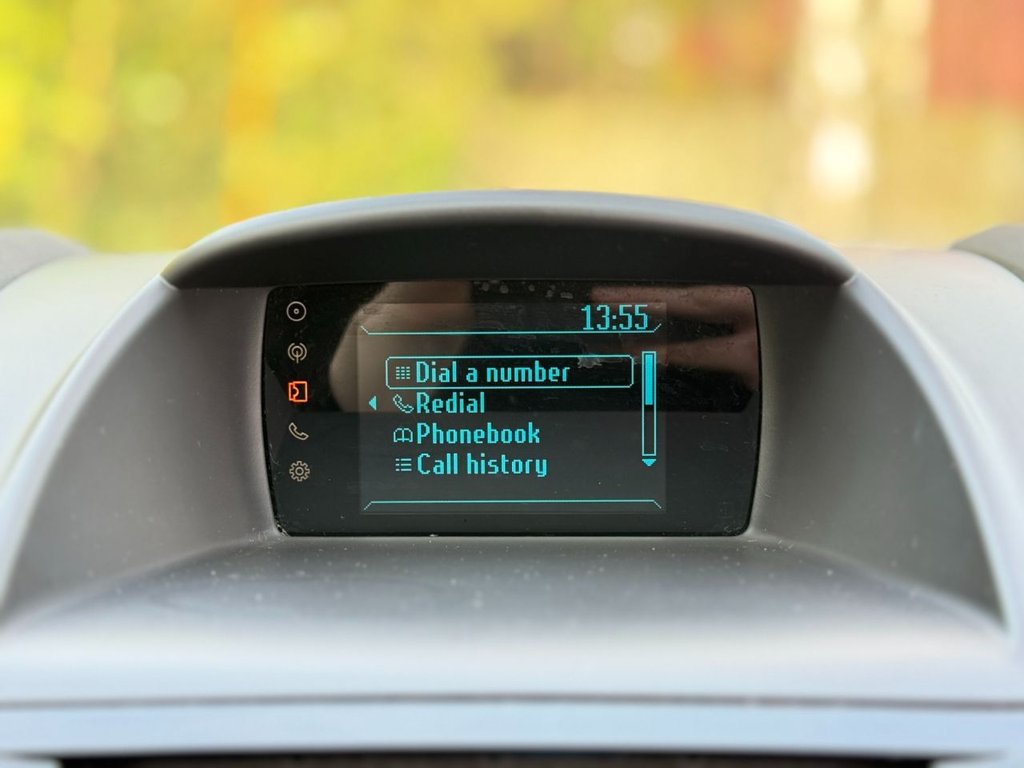 13:55
Dial a number
Redial
Phonebook
Call history